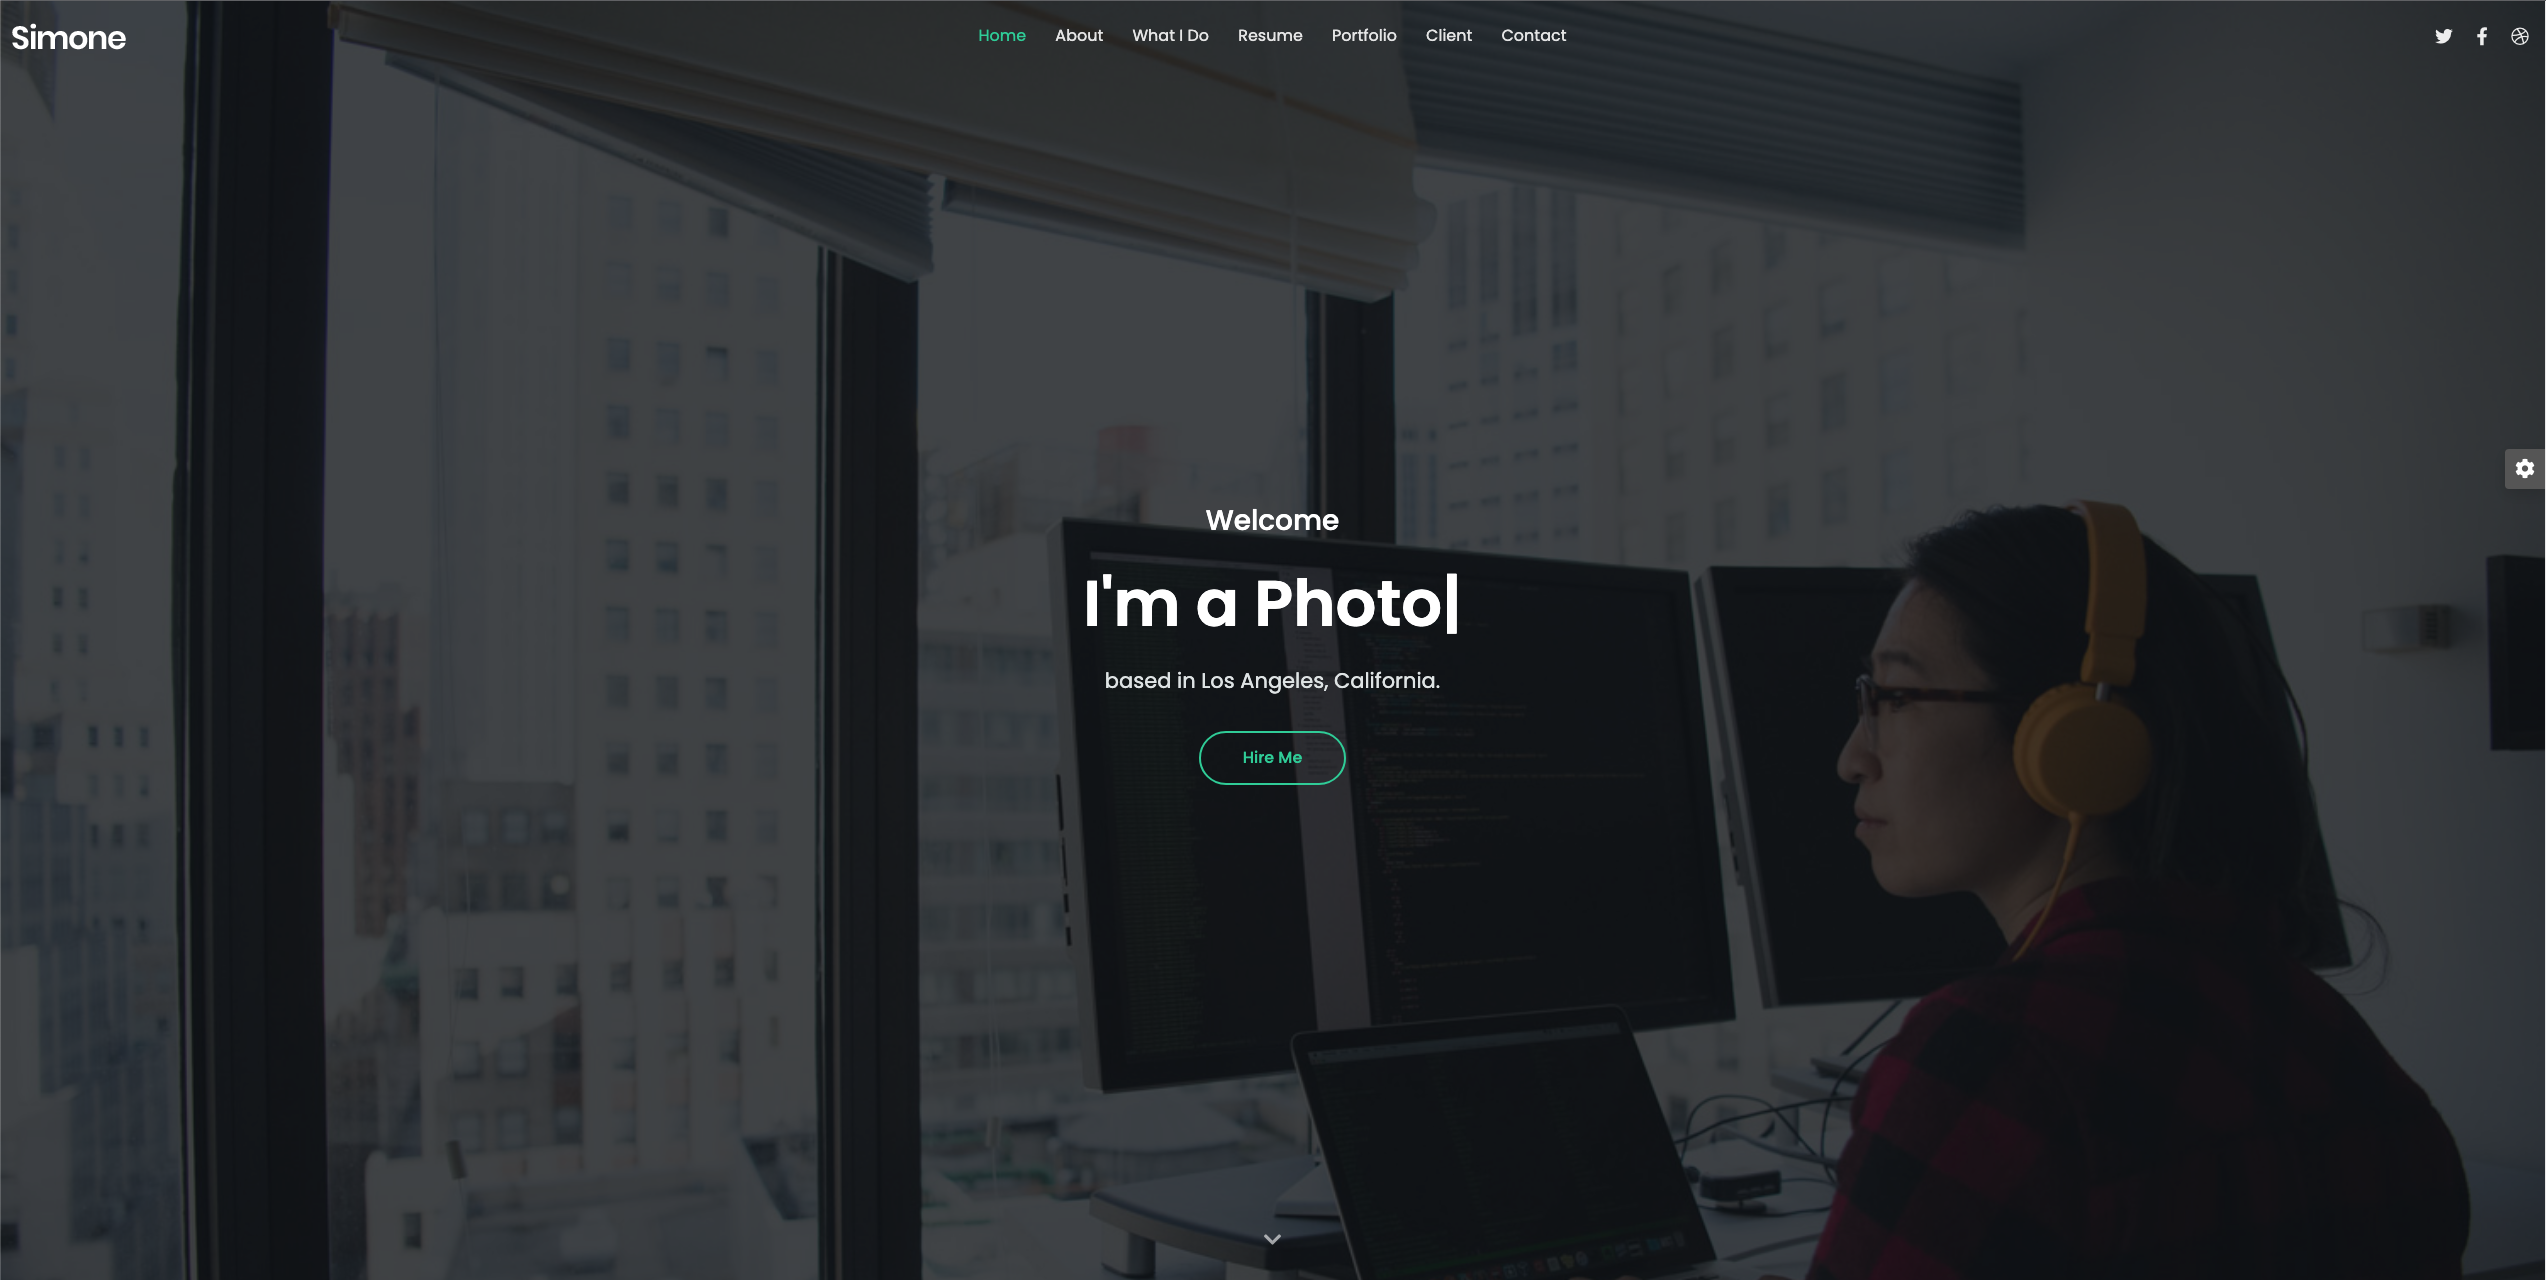 Simone
Home About What I Do Resume Portfolio Client Contact
Welcome
I'm a Photo|
based in Los Angeles, California.
Hire Me